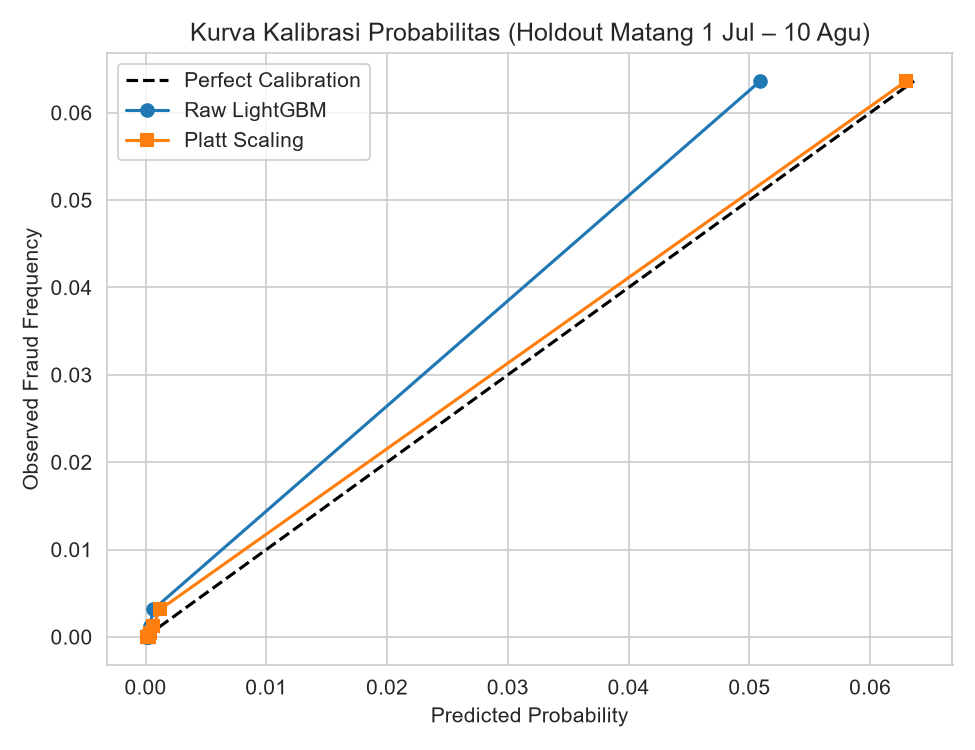 Kurva Kalibrasi Probabilitas (Holdout Matang 1 Jul – 10 Agu)
Perfect Calibration
Raw LightGBM
Platt Scaling
Observed Fraud Frequency
0.06
0.05
0.04
0.03
0.02
0.01
0.00
0.00 0.01 0.02 0.03 0.04 0.05 0.06
Predicted Probability